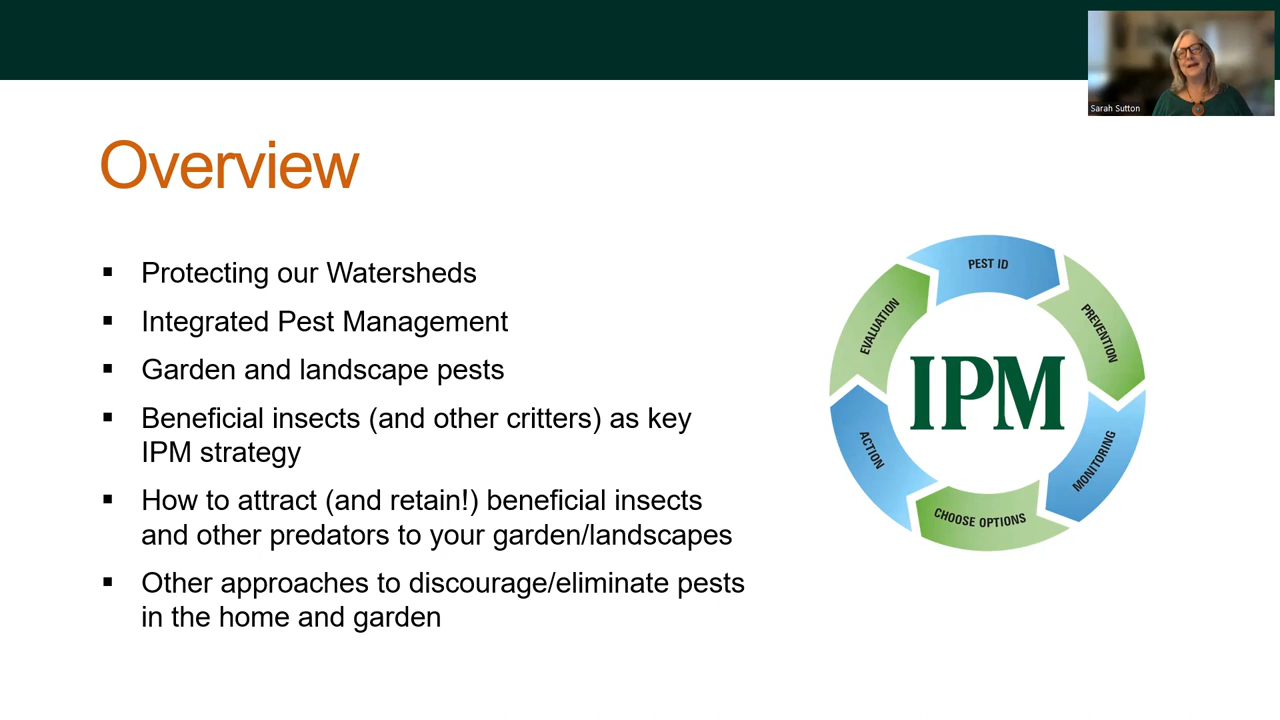 Sarah Sutton
Overview
▪ Protecting our Watersheds
▪ Integrated Pest Management
▪ Garden and landscape pests
▪ Beneficial insects (and other critters) as key
IPM strategy
▪ How to attract (and retain!) beneficial insects
and other predators to your garden/landscapes
▪ Other approaches to discourage/eliminate pests
in the home and garden
PEST ID
PREVENTION
MONITORING
CHOOSE OPTIONS
ACTION
EVALUATION
IPM